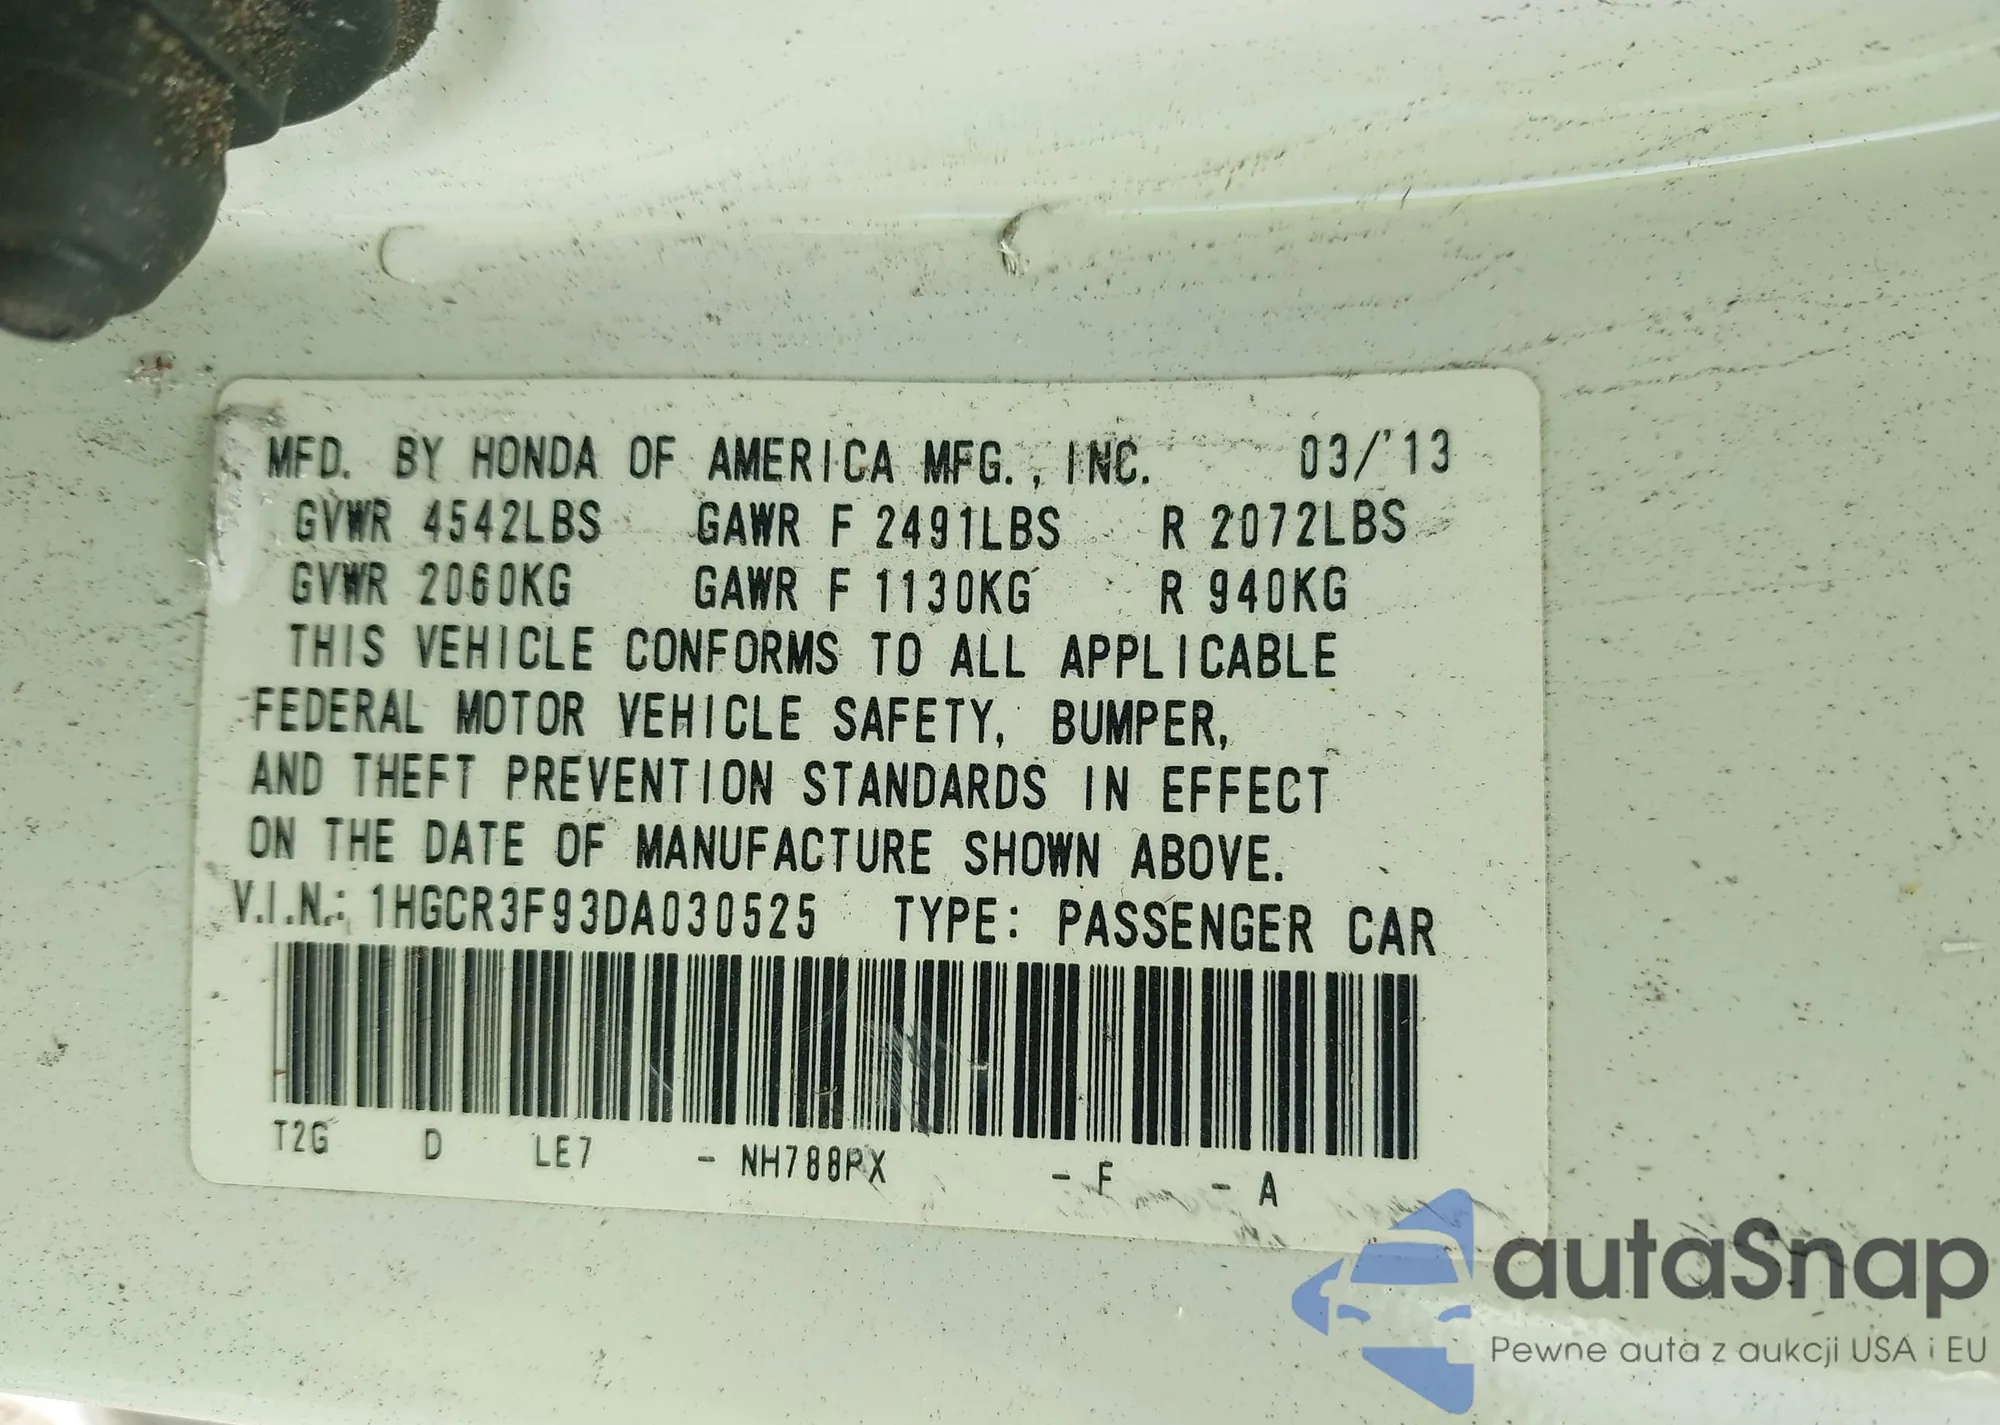 MFD. BY HONDA OF AMERICA MFG., INC. 03/'13
GVWR 4542LBS GAWR F 2491LBS R 2072LBS
GVWR 2060KG GAWR F 1130KG R 940KG
THIS VEHICLE CONFORMS TO ALL APPLICABLE
FEDERAL MOTOR VEHICLE SAFETY, BUMPER,
AND THEFT PREVENTION STANDARDS IN EFFECT
ON THE DATE OF MANUFACTURE SHOWN ABOVE.
V.I.N.: 1HGCR3F93DA030525 TYPE: PASSENGER CAR
T2G D LE7 - NH788PX - F - A
autaSnap
Pewne auta z aukcji USA i EU